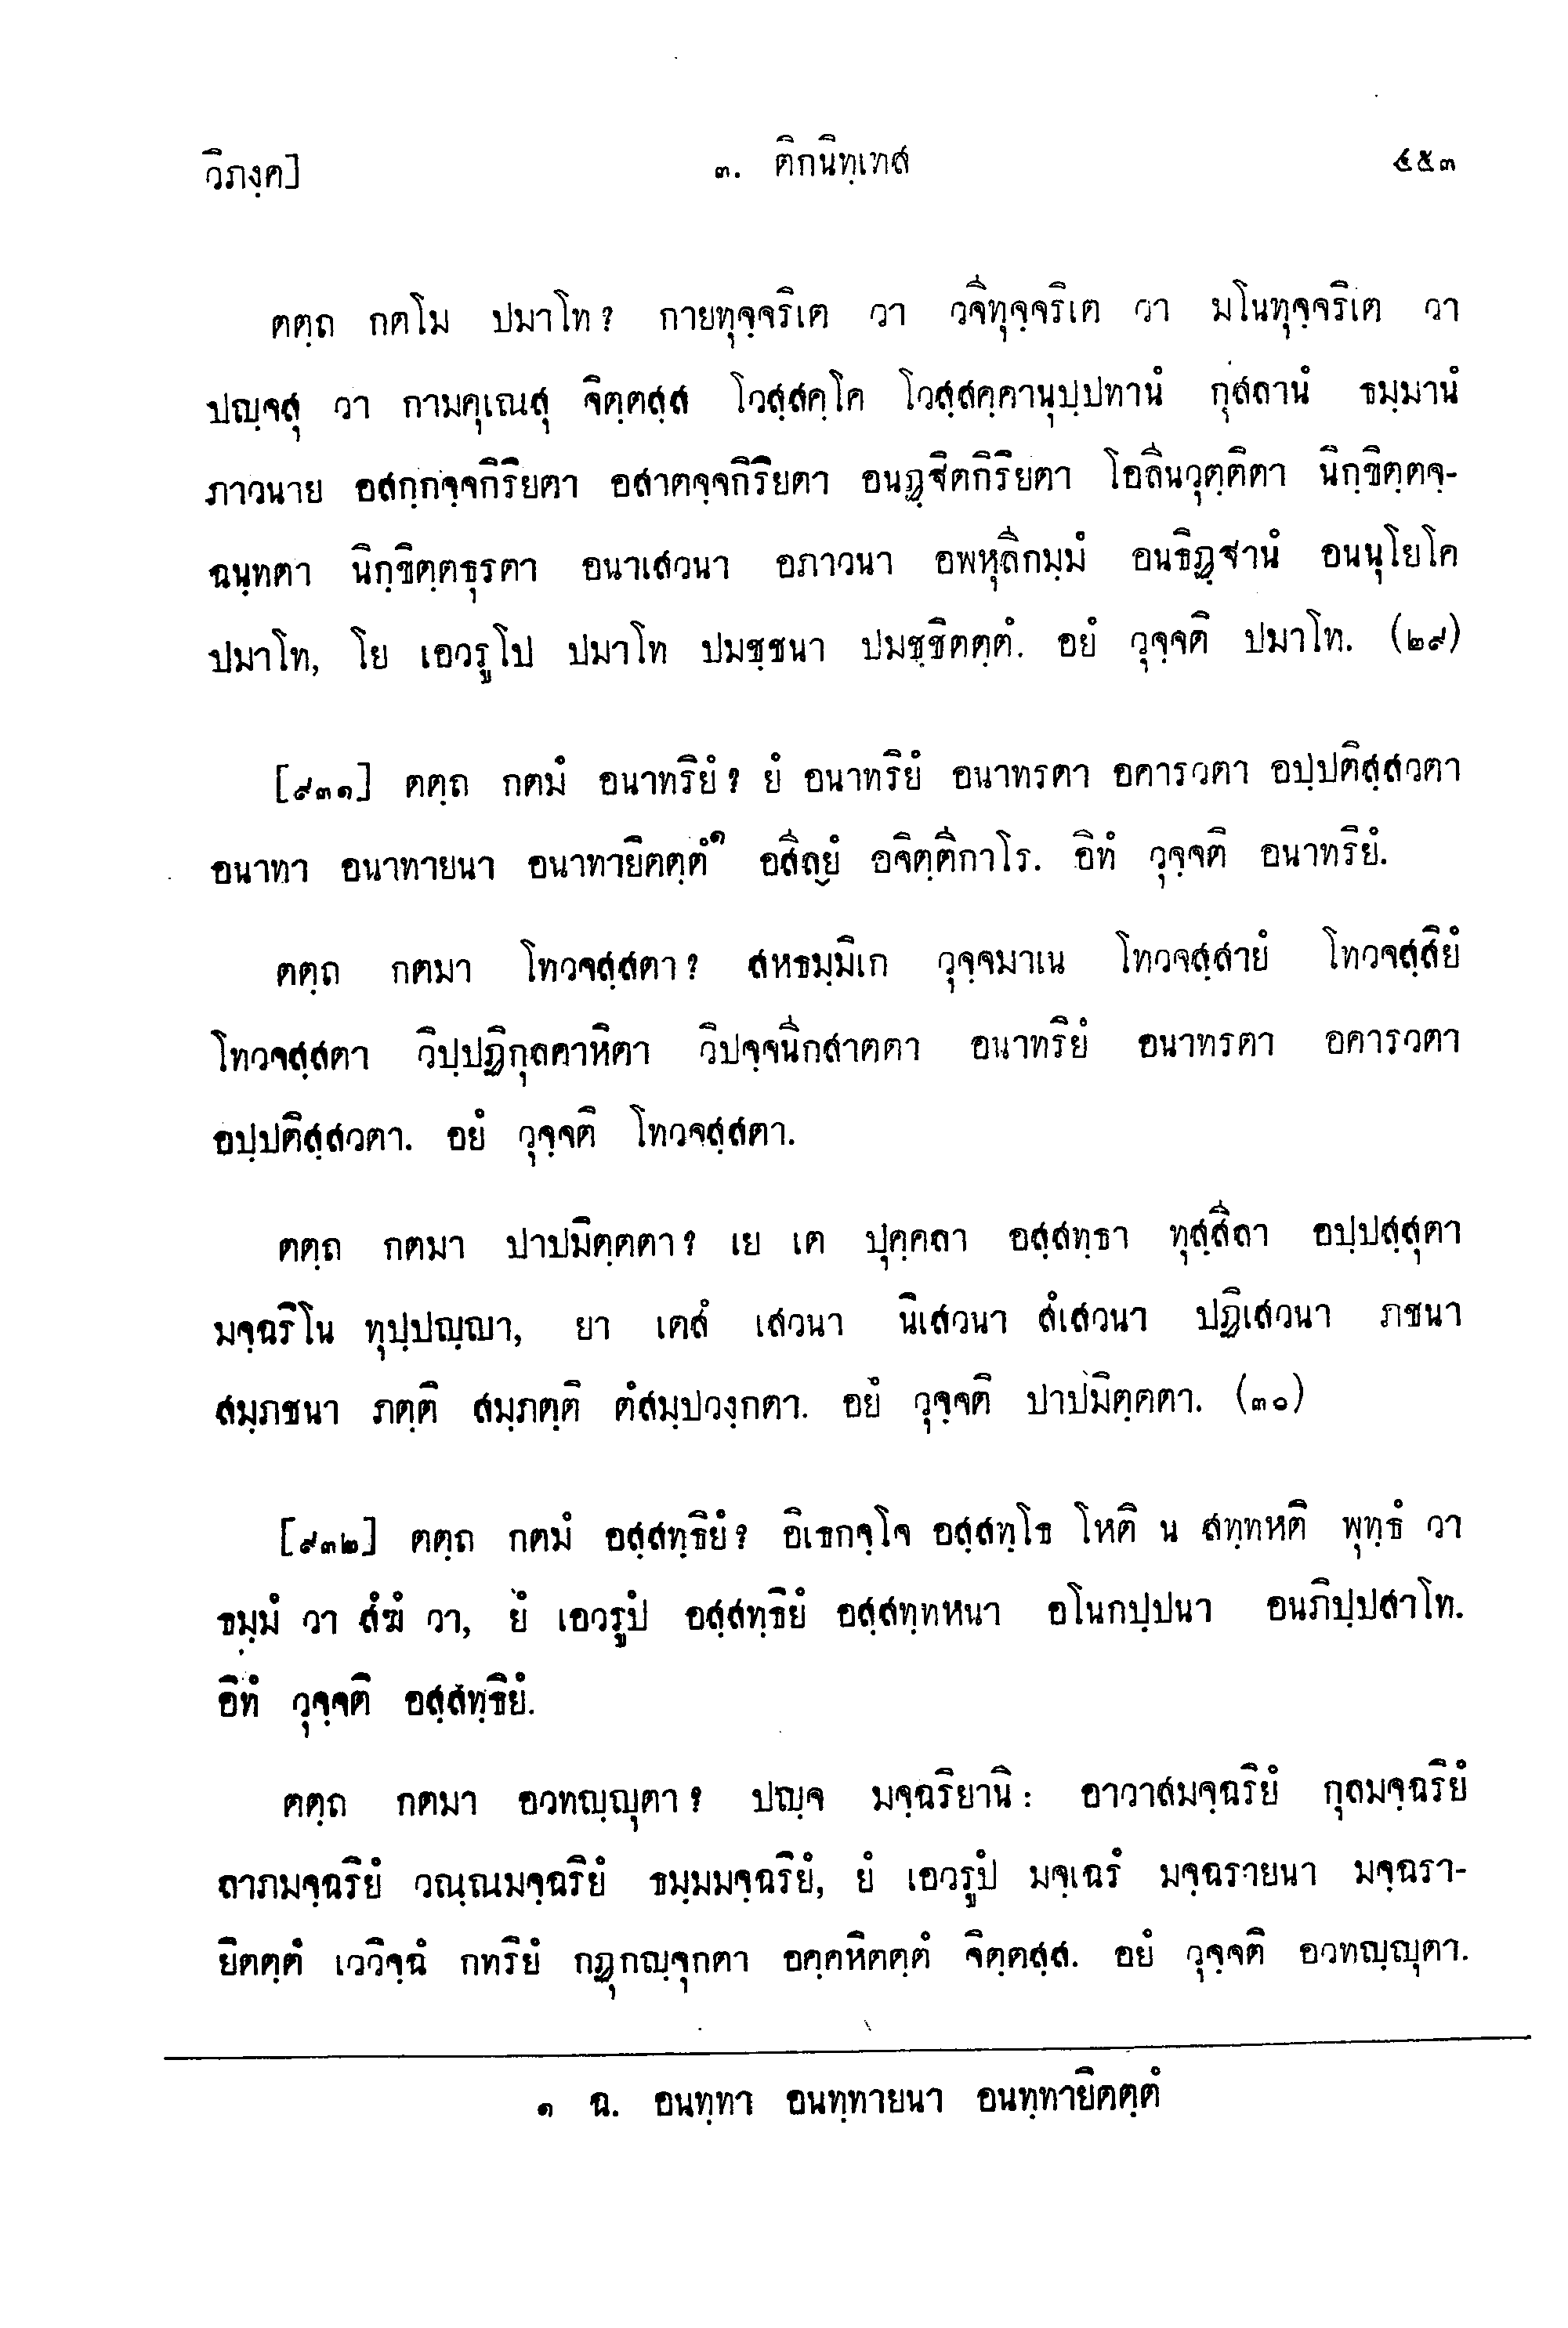 วิภงฺค]
๓. ติกนิทฺเทส
๕๕๓
ตตฺถ กตโม ปมาโท? กายทุจฺจริเต วา วจีทุจฺจริเต วา มโนทุจฺจริเต วา
ปญฺจสุ วา กามคุเณสุ จิตฺตสฺส โวสฺสคฺโค โวสฺสคฺคานุปฺปทานํ กุสลานํ ธมฺมานํ
ภาวนาย อสกฺกจฺจกิริยตา อสาตจฺจกิริยตา อนฏฺฐิตกิริยตา โอลีนวุตฺติตา นิกฺขิตฺตจฺ-
ฉนฺทตา นิกฺขิตฺตธุรตา อนาเสวนา อภาวนา อพหุลีกมฺมํ อนธิฏฺฐานํ อนนุโยโค
ปมาโท, โย เอวรูโป ปมาโท ปมชฺชนา ปมชฺชิตตฺตํ. อยํ วุจฺจติ ปมาโท. (๒๙)
[๙๓๑] ตตฺถ กตมํ อนาทริยํ? ยํ อนาทริยํ อนาทรตา อคารวตา อปฺปติสฺสวตา
อนาทา อนาทายนา อนาทายิตตฺตํ๑ อสีลฺยํ อจิตฺตีกาโร. อิทํ วุจฺจติ อนาทริยํ.
ตตฺถ กตมา โทวจสฺสตา? สหธมฺมิเก วุจฺจมาเน โทวจสฺสายํ โทวจสฺสิยํ
โทวจสฺสตา วิปฺปฏิกุลคาหิตา วิปจฺจนีกสาตตา อนาทริยํ อนาทรตา อคารวตา
อปฺปติสฺสวตา. อยํ วุจฺจติ โทวจสฺสตา.
ตตฺถ กตมา ปาปมิตฺตตา? เย เต ปุคฺคลา อสฺสทฺธา ทุสฺสีลา อปฺปสฺสุตา
มจฺฉริโน ทุปฺปญฺญา, ยา เตสํ เสวนา นิเสวนา สํเสวนา ปฏิเสวนา ภชนา
สมฺภชนา ภตฺติ สมฺภตฺติ ตํสมฺปวงฺกตา. อยํ วุจฺจติ ปาปมิตฺตตา. (๓๐)
[๙๓๒] ตตฺถ กตมํ อสฺสทฺธิยํ? อิเธกจฺโจ อสฺสทฺโธ โหติ น สทฺทหติ พุทฺธํ วา
ธมฺมํ วา สํฆํ วา, ยํ เอวรูปํ อสฺสทฺธิยํ อสฺสทฺทหนา อโนกปฺปนา อนภิปฺปสาโท.
อิทํ วุจฺจติ อสฺสทฺธิยํ.
ตตฺถ กตมา อวทญฺญุตา? ปญฺจ มจฺฉริยานิ: อาวาสมจฺฉริยํ กุลมจฺฉริยํ
ลาภมจฺฉริยํ วณฺณมจฺฉริยํ ธมฺมมจฺฉริยํ, ยํ เอวรูปํ มจฺเฉรํ มจฺฉรายนา มจฺฉรา-
ยิตตฺตํ เววิจฺฉํ กทริยํ กฏุกญฺจุกตา อคฺคหิตตฺตํ จิตฺตสฺส. อยํ วุจฺจติ อวทญฺญุตา.
๑ ฉ. อนทฺทา อนทฺทายนา อนทฺทายิตตฺตํ